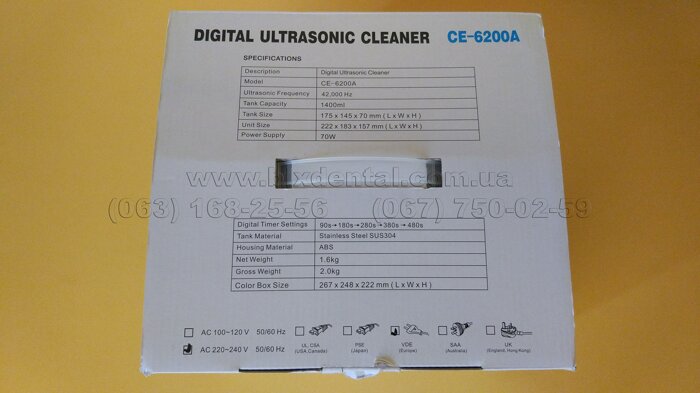 DIGITAL ULTRASONIC CLEANER CE-6200A
SPECIFICATIONS
Description Digital Ultrasonic Cleaner
Model CE-6200A
Ultrasonic Frequency 42,000 Hz
Tank Capacity 1400ml
Tank Size 175 x 145 x 70 mm ( L x W x H )
Unit Size 222 x 183 x 157 mm ( L x W x H )
Power Supply 70W
(063) 168-25-56 (067) 750-02-59
Digital Timer Settings 90s→180s→280s→380s→480s
Tank Material Stainless Steel SUS304
Housing Material ABS
Net Weight 1.6kg
Gross Weight 2.0kg
Color Box Size 267 x 248 x 222 mm ( L x W x H )
AC 100~120 V 50/60 Hz UL, CSA PSE VDE SAA UK
AC 220~240 V 50/60 Hz (USA,Canada) (Japan) (Europe) (Australia) (England, Hong Kong)